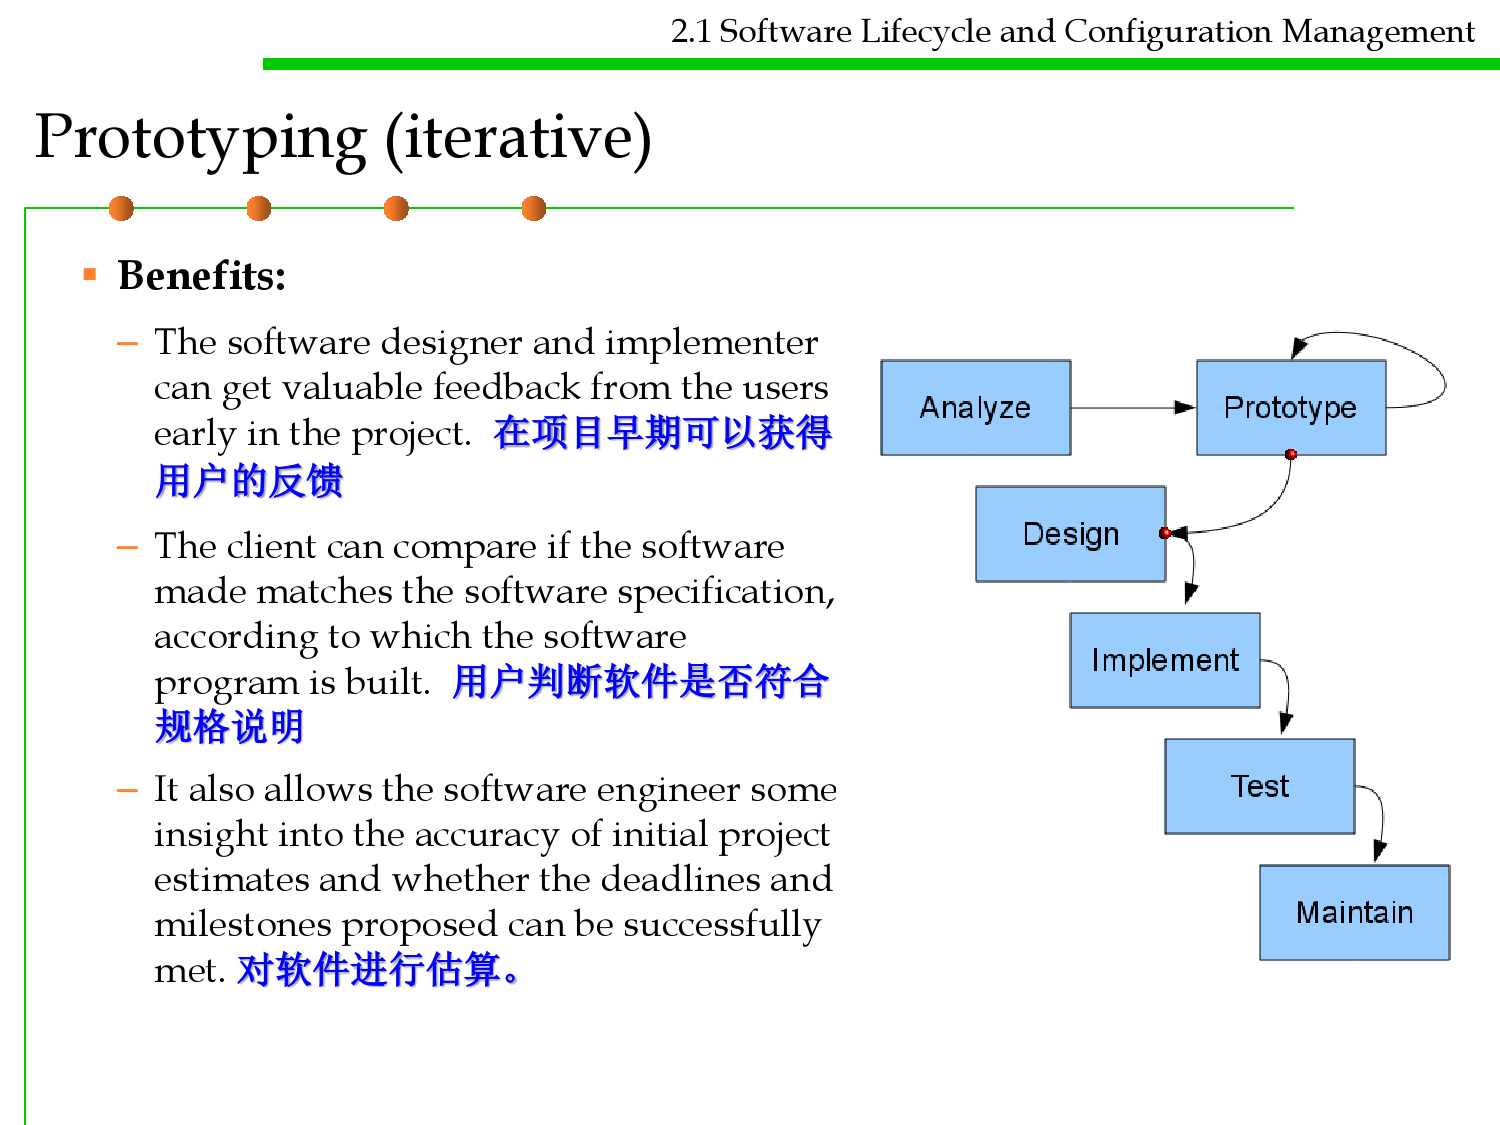 2.1 Software Lifecycle and Configuration Management
Prototyping (iterative)
Benefits:
– The software designer and implementer
can get valuable feedback from the users
early in the project. 在项目早期可以获得
用户的反馈
– The client can compare if the software
made matches the software specification,
according to which the software
program is built. 用户判断软件是否符合
规格说明
– It also allows the software engineer some
insight into the accuracy of initial project
estimates and whether the deadlines and
milestones proposed can be successfully
met. 对软件进行估算。
Analyze
Prototype
Design
Implement
Test
Maintain